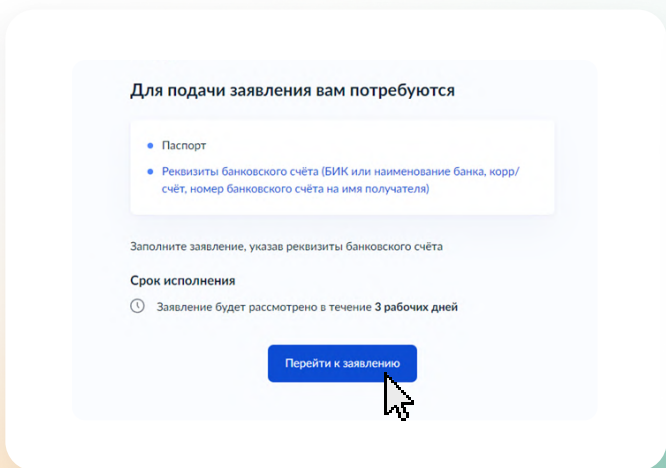 Для подачи заявления вам потребуются
Паспорт
Реквизиты банковского счёта (БИК или наименование банка, корр/
счёт, номер банковского счёта на имя получателя)
Заполните заявление, указав реквизиты банковского счёта
Срок исполнения
Заявление будет рассмотрено в течение 3 рабочих дней
Перейти к заявлению